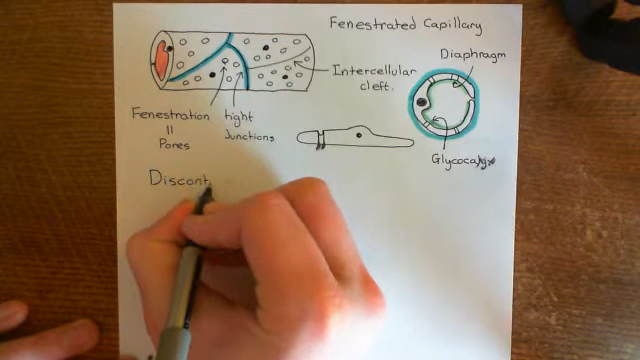 Fenestrated Capillary
Diaphragm
Intercellular
cleft.
Fenestration
=
Pores
tight
Junctions
Glycocalyx
Discont